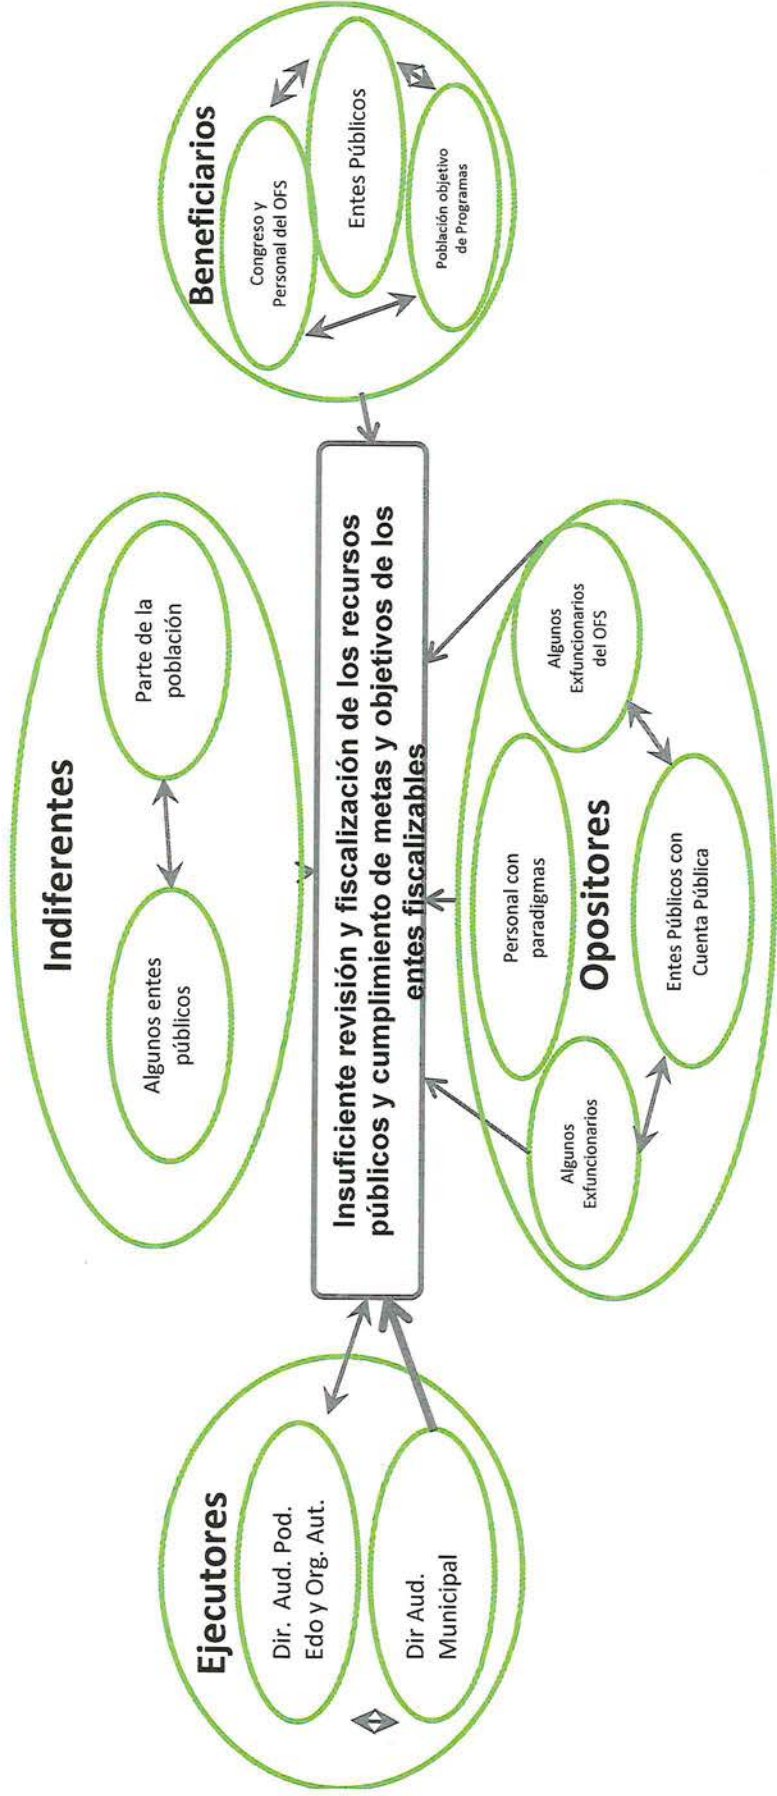 Indiferentes
Algunos entes
públicos
Parte de la
población
Ejecutores
Dir. Aud. Pod.
Edo y Org. Aut.
Dir Aud.
Municipal
Insuficiente revisión y fiscalización de los recursos
públicos y cumplimiento de metas y objetivos de los
entes fiscalizables
Beneficiarios
Congreso y
Personal del OFS
Entes Públicos
Población objetivo
de Programas
Opositores
Algunos
Exfuncionarios
Personal con
paradigmas
Algunos
Exfuncionarios
del OFS
Entes Públicos con
Cuenta Pública